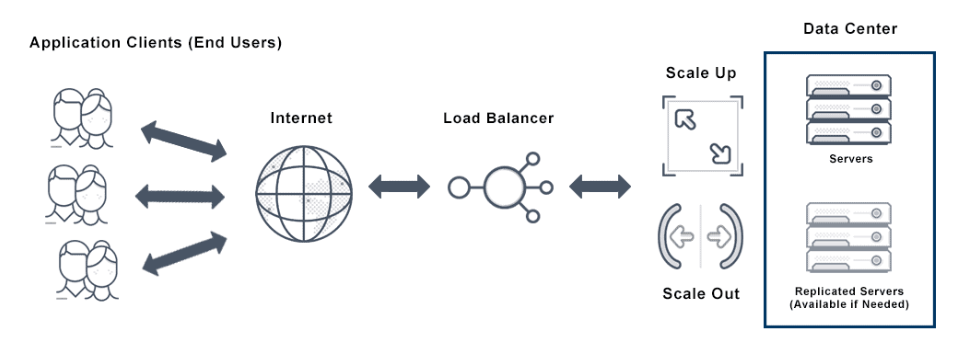 Application Clients (End Users)
Internet
Load Balancer
Scale Up
Scale Out
Data Center
Servers
Replicated Servers
(Available if Needed)